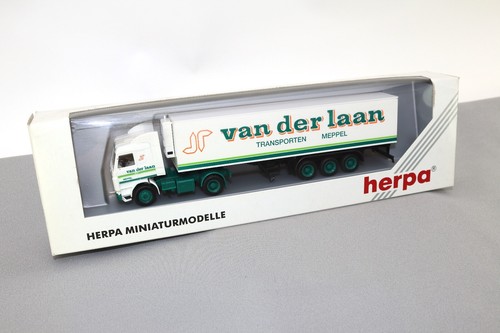 van der laan
TRANSPORTEN MEPPEL
van der laan
herpa
HERPA MINIATURMODELLE